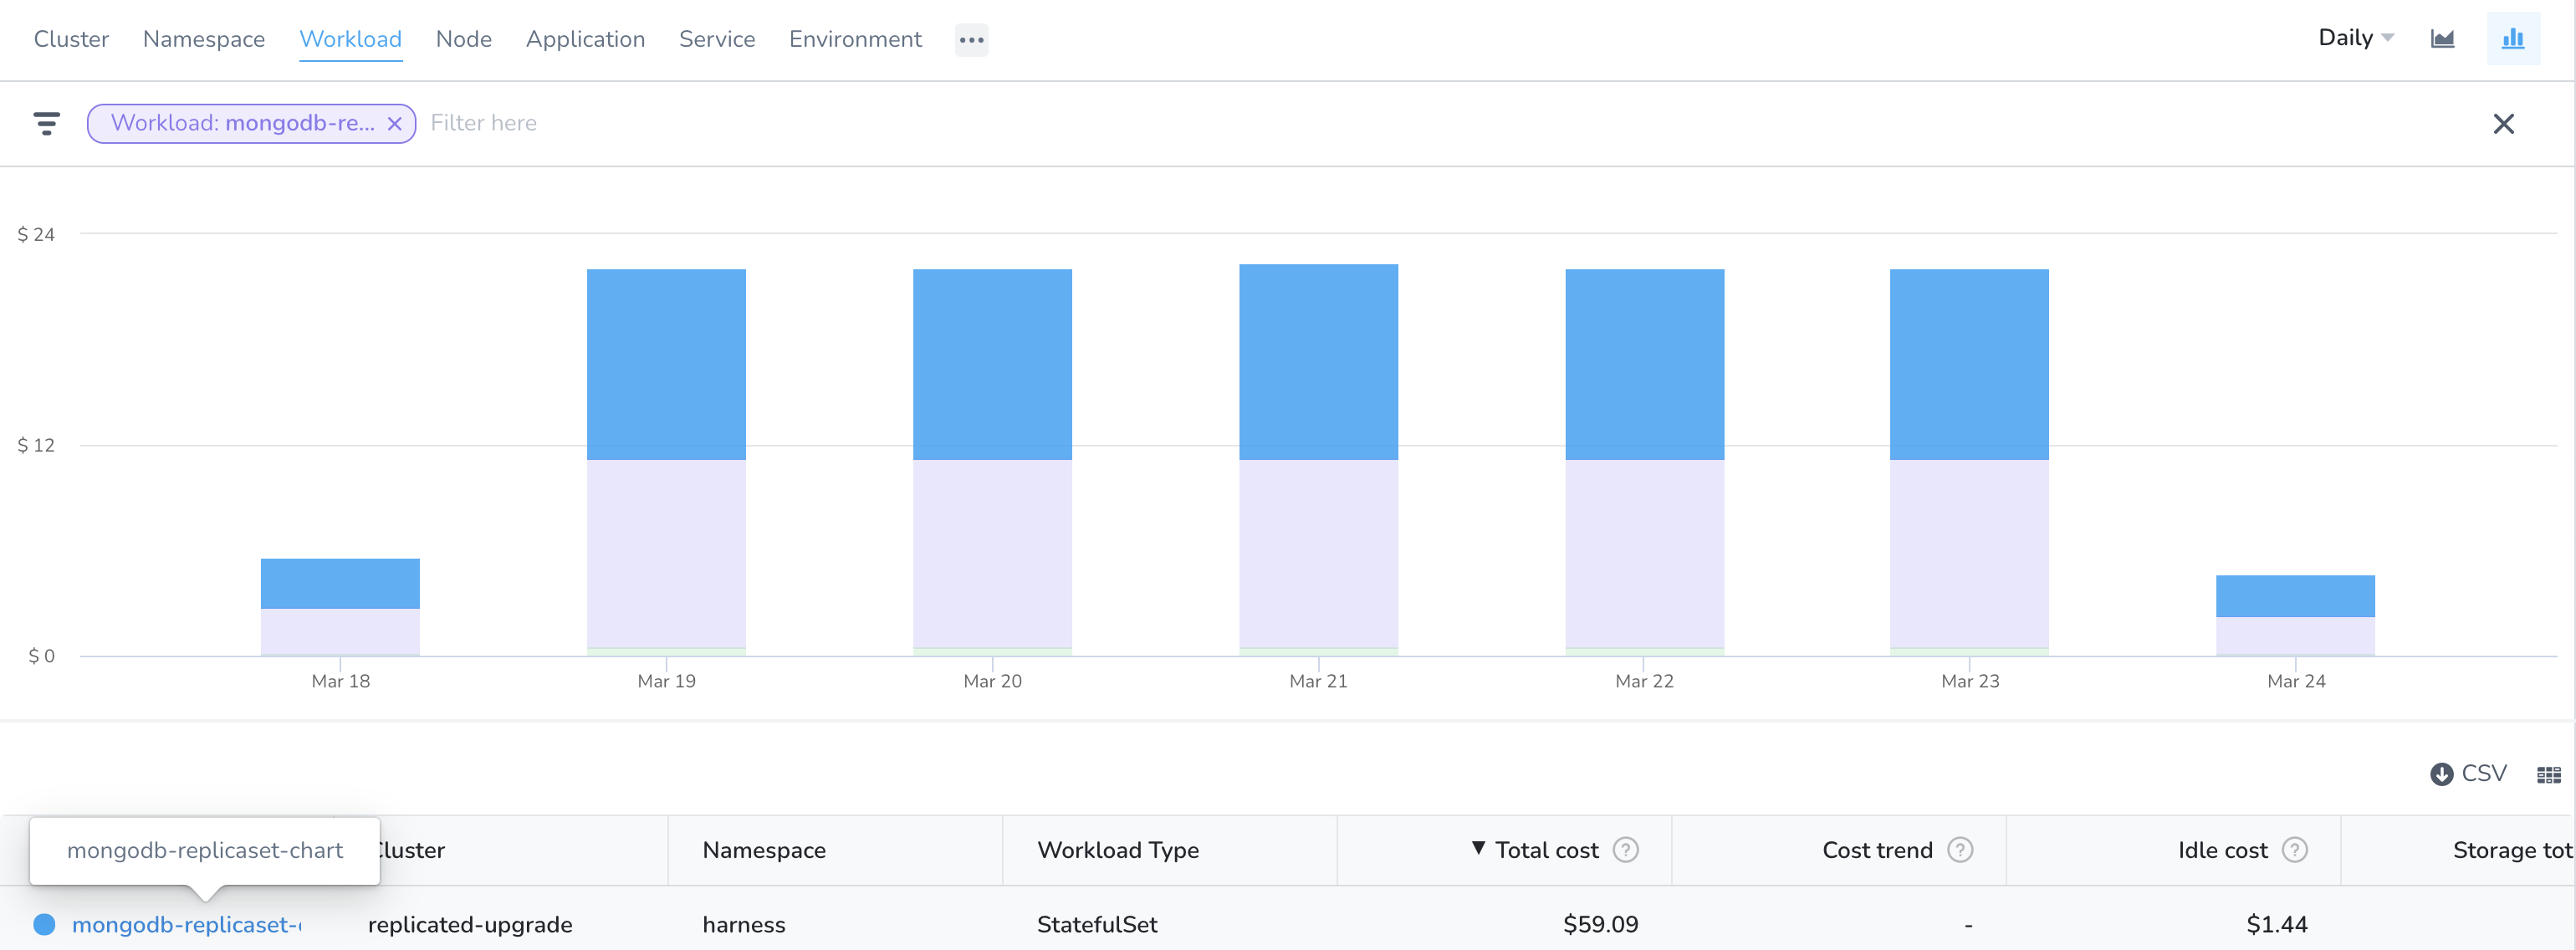 Cluster Namespace Workload Node Application Service Environment ••• Daily
Workload: mongodb-re... × Filter here
$ 24
$ 12
$ 0
Mar 18 Mar 19 Mar 20 Mar 21 Mar 22 Mar 23 Mar 24
CSV
mongodb-replicaset-chart
Cluster Namespace Workload Type ▼ Total cost ? Cost trend ? Idle cost ? Storage tot
mongodb-replicaset- replicated-upgrade harness StatefulSet $59.09 - $1.44